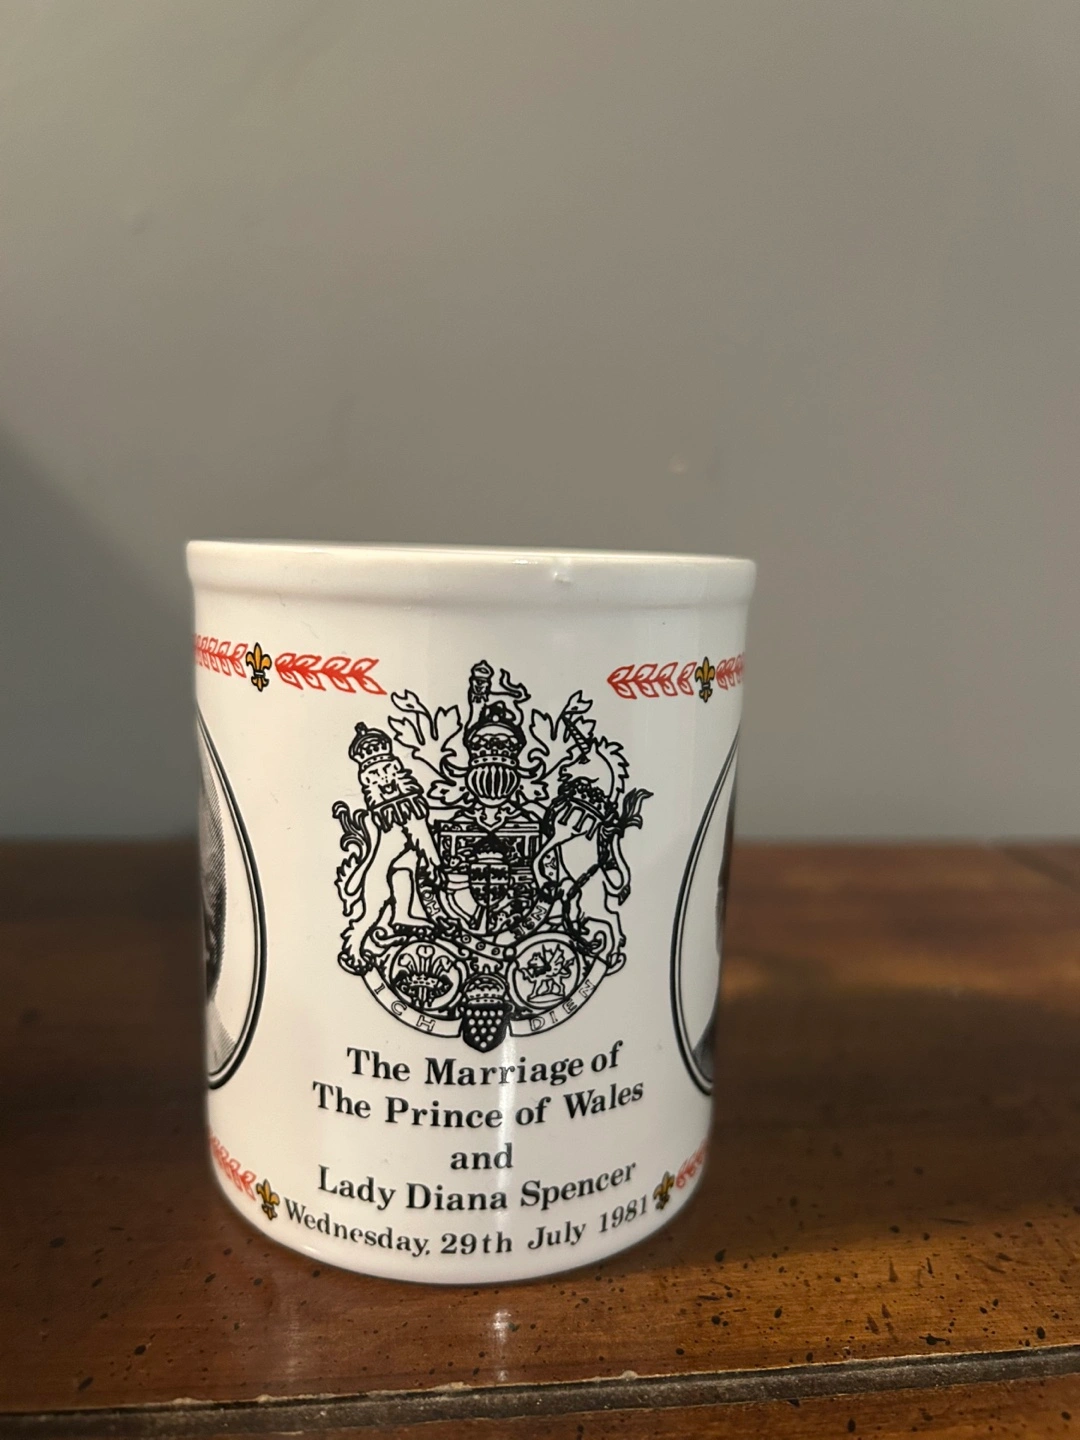 ICH DIEN
The Marriage of
The Prince of Wales
and
Lady Diana Spencer
Wednesday, 29th July 1981